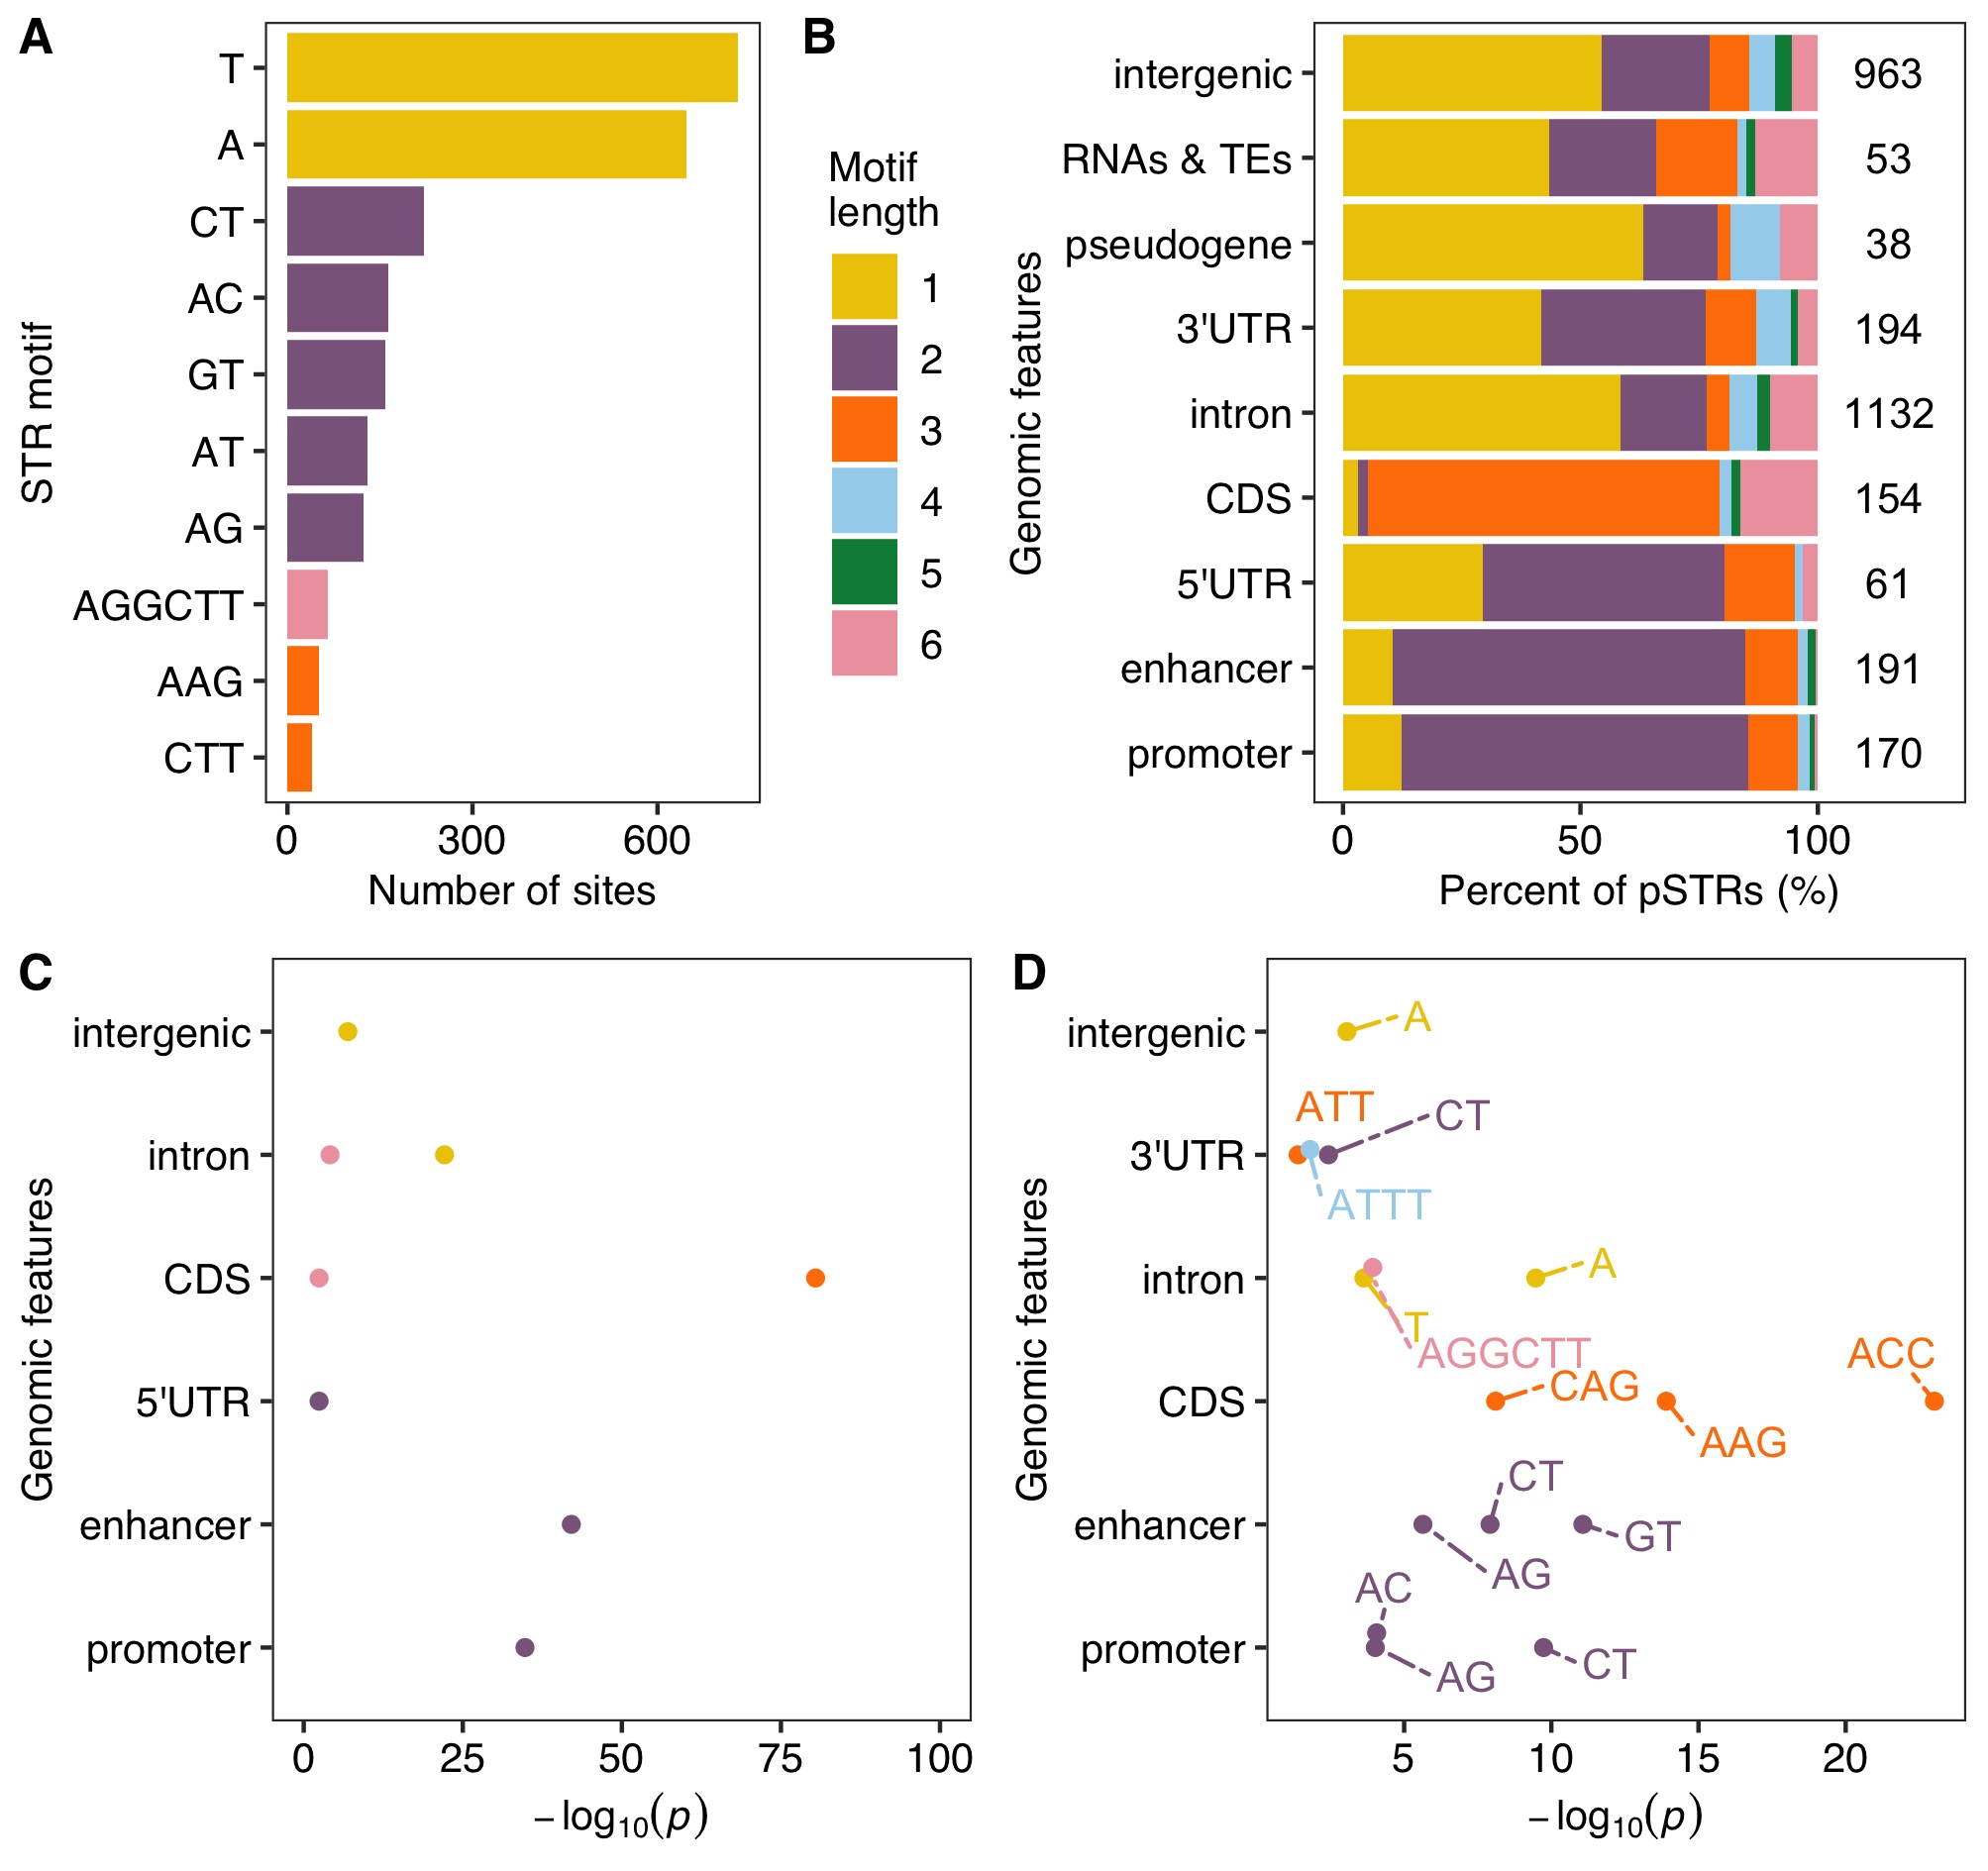 A
T
A
CT
AC
GT
AT
AG
AGGCTT
AAG
CTT
STR motif
0 300 600
Number of sites
Motif
length
1
2
3
4
5
6
B
intergenic 963
RNAs & TEs 53
pseudogene 38
3'UTR 194
intron 1132
CDS 154
5'UTR 61
enhancer 191
promoter 170
Genomic features
0 50 100
Percent of pSTRs (%)
C
intergenic
intron
CDS
5'UTR
enhancer
promoter
Genomic features
0 25 50 75 100
−log₁₀(p)
D
intergenic
3'UTR
intron
CDS
enhancer
promoter
Genomic features
A
ATT
CT
ATTT
A
T
AGGCTT
ACC
CAG
AAG
CT
GT
AG
AC
CT
AG
5 10 15 20
−log₁₀(p)